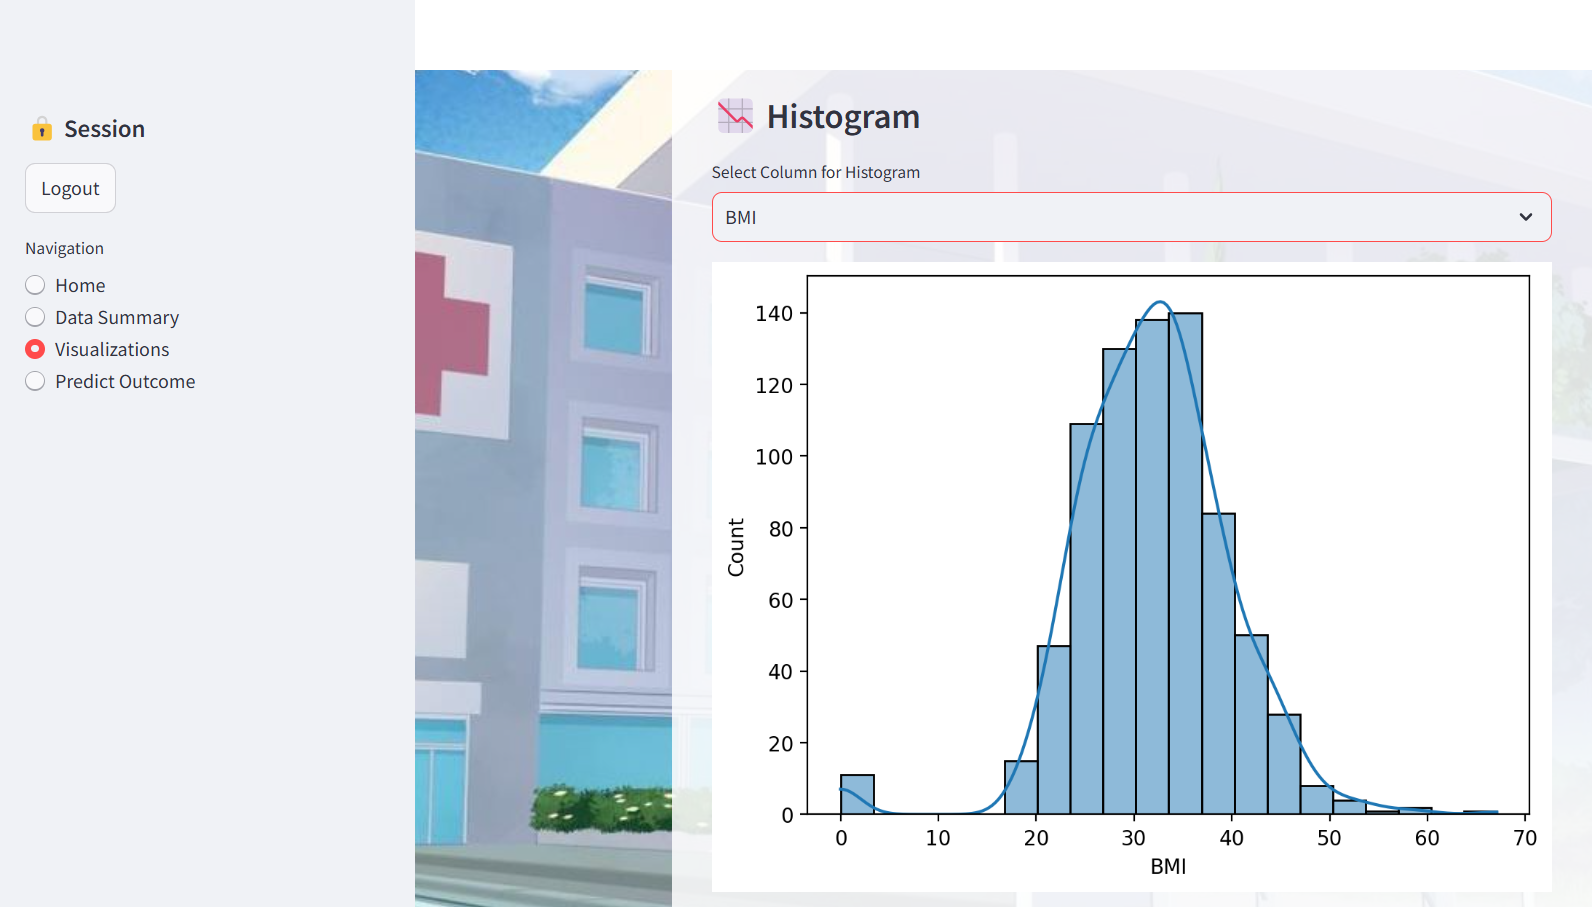 Session
Logout
Navigation
Home
Data Summary
Visualizations
Predict Outcome
Histogram
Select Column for Histogram
BMI
140
120
100
80
60
40
20
0
Count
0 10 20 30 40 50 60 70
BMI